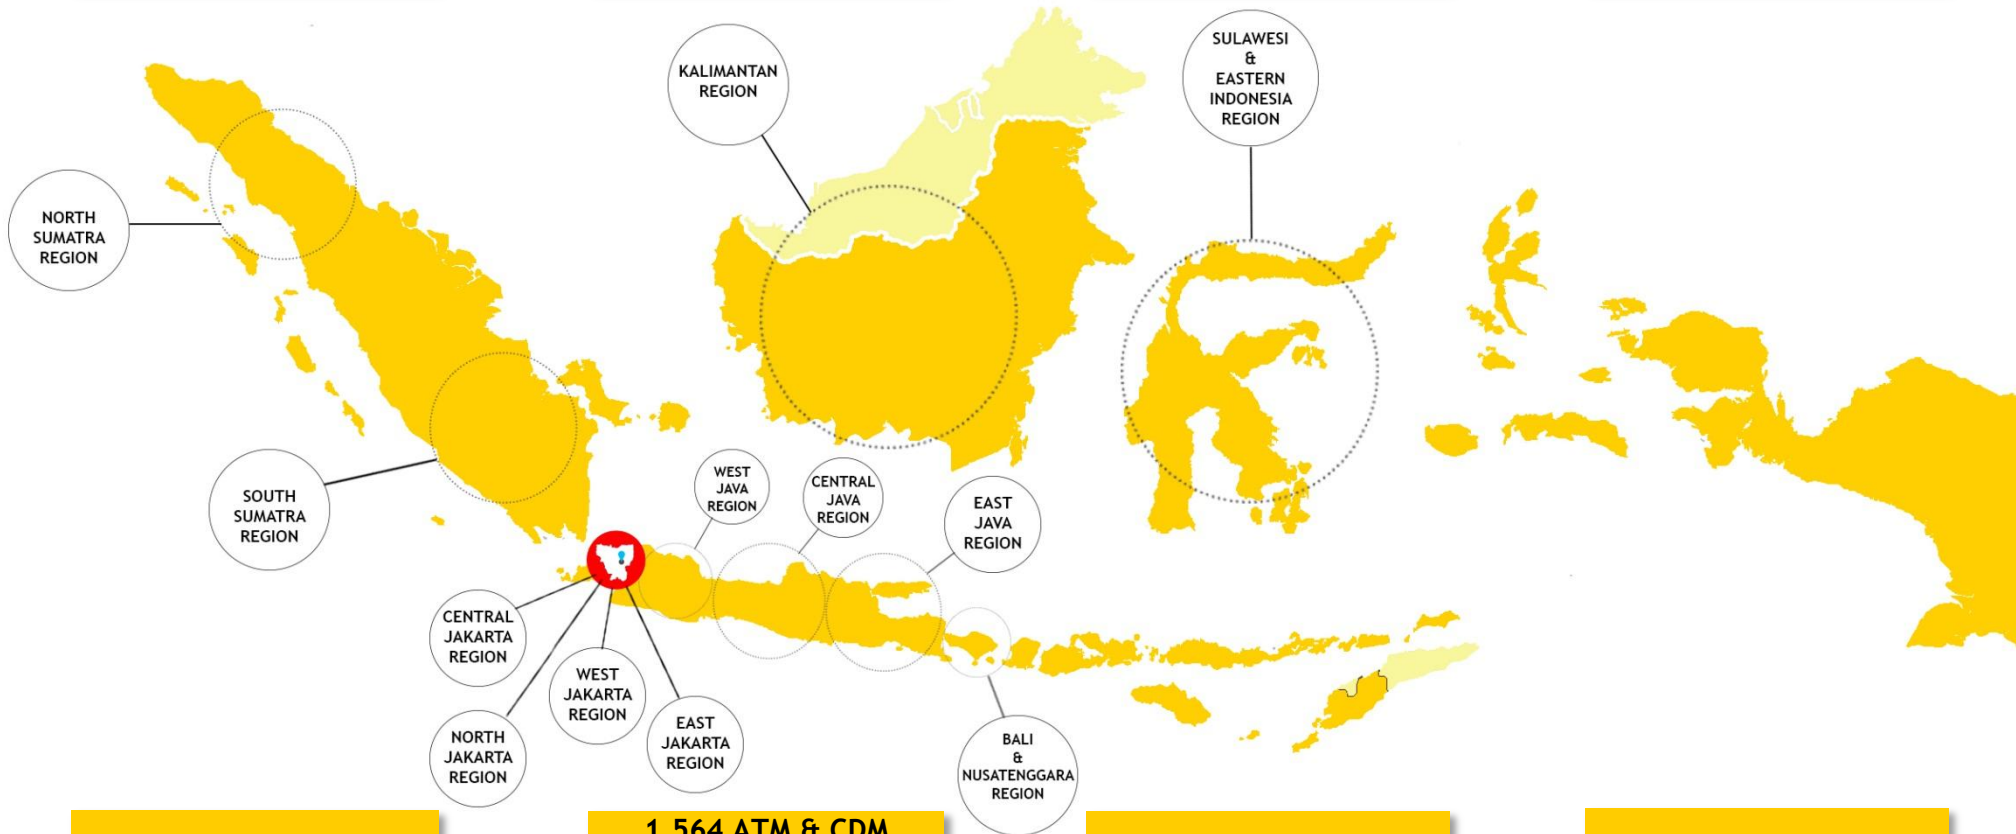 KALIMANTAN
REGION
SULAWESI
&
EASTERN
INDONESIA
REGION
NORTH
SUMATRA
REGION
SOUTH
SUMATRA
REGION
WEST
JAVA
REGION
CENTRAL
JAVA
REGION
EAST
JAVA
REGION
CENTRAL
JAKARTA
REGION
WEST
JAKARTA
REGION
NORTH
JAKARTA
REGION
EAST
JAKARTA
REGION
BALI
&
NUSATENGGARA
REGION
1.564 ATM & CDM